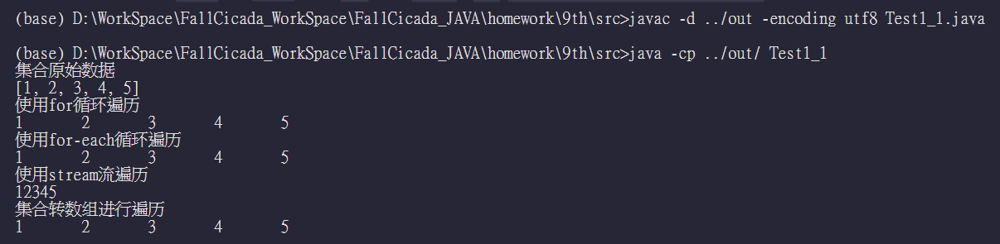 (base) D:\WorkSpace\FallCicada_WorkSpace\FallCicada_JAVA\homework\9th\src>javac -d ../out -encoding utf8 Test1_1.java
(base) D:\WorkSpace\FallCicada_WorkSpace\FallCicada_JAVA\homework\9th\src>java -cp ../out/ Test1_1
集合原始数据
[1, 2, 3, 4, 5]
使用for循环遍历
1 2 3 4 5
使用for-each循环遍历
1 2 3 4 5
使用stream流遍历
12345
集合转数组进行遍历
1 2 3 4 5